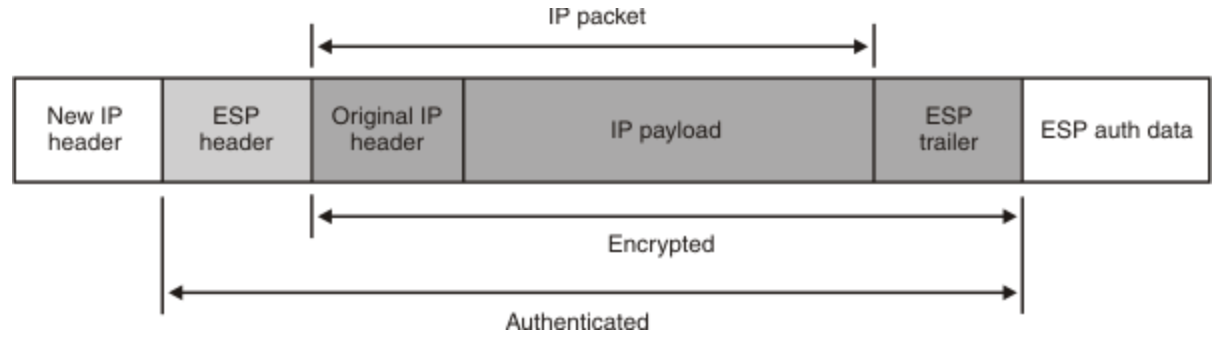 IP packet
New IP
header
ESP
header
Original IP
header
IP payload
ESP
trailer
ESP auth data
Encrypted
Authenticated